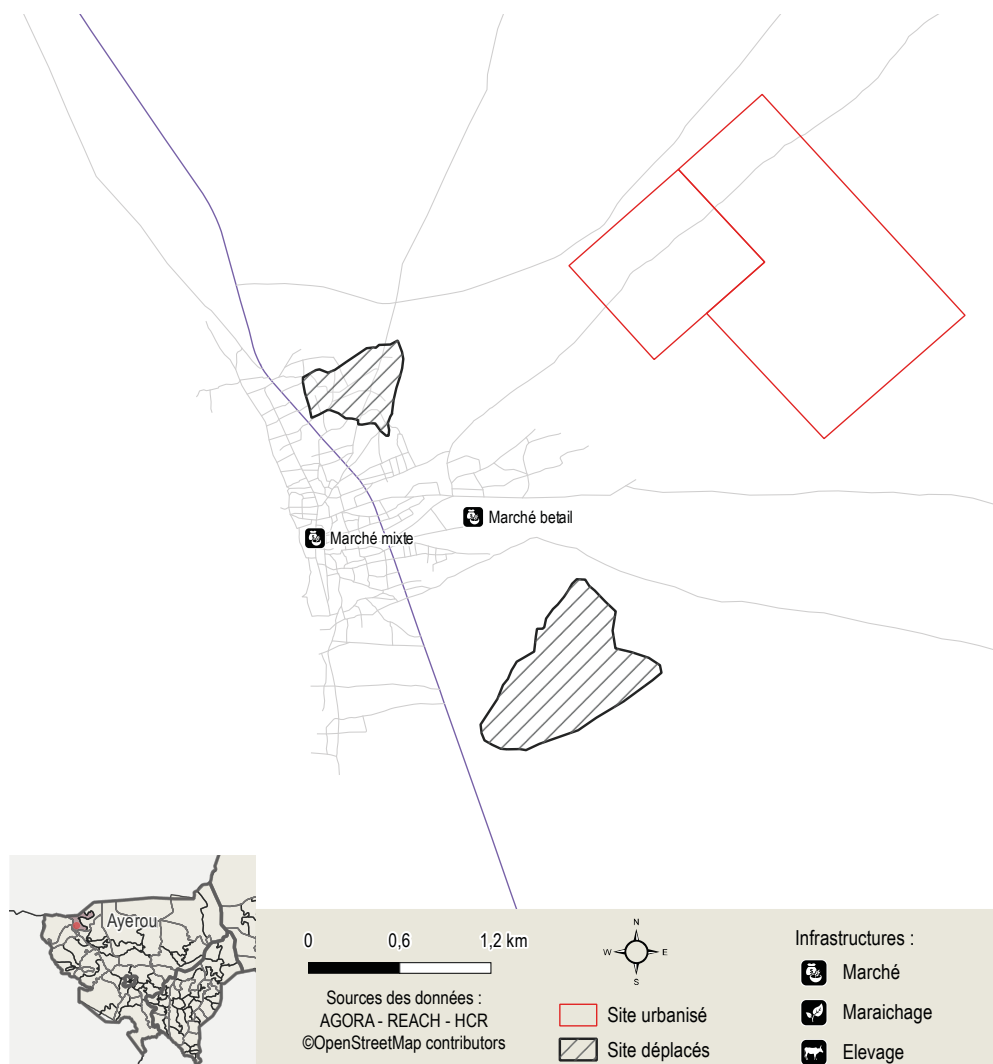 Marché betail
Marché mixte
Ayerou
0 0,6 1,2 km
Sources des données :
AGORA - REACH - HCR
©OpenStreetMap contributors
N
W E
S
Site urbanisé
Site déplacés
Infrastructures :
Marché
Maraichage
Elevage